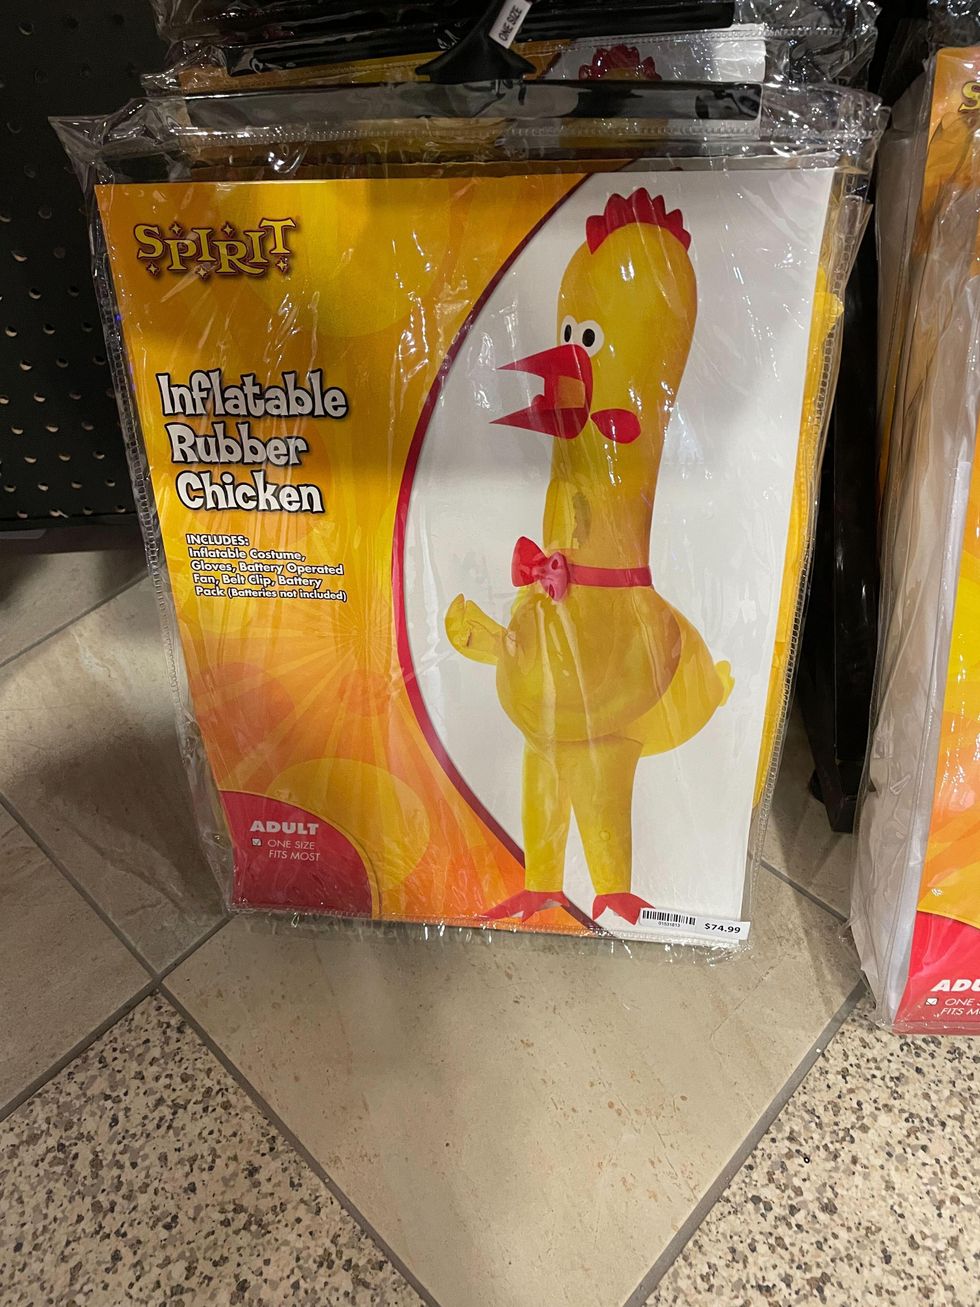 ONE SIZE
SPIRIT
Inflatable
Rubber
Chicken
INCLUDES:
Inflatable Costume,
Gloves, Battery Operated
Fan, Belt Clip, Battery
Pack (Batteries not included)
ADULT
ONE SIZE
FITS MOST
$74.99
S
ADU
ONE S
FITS M